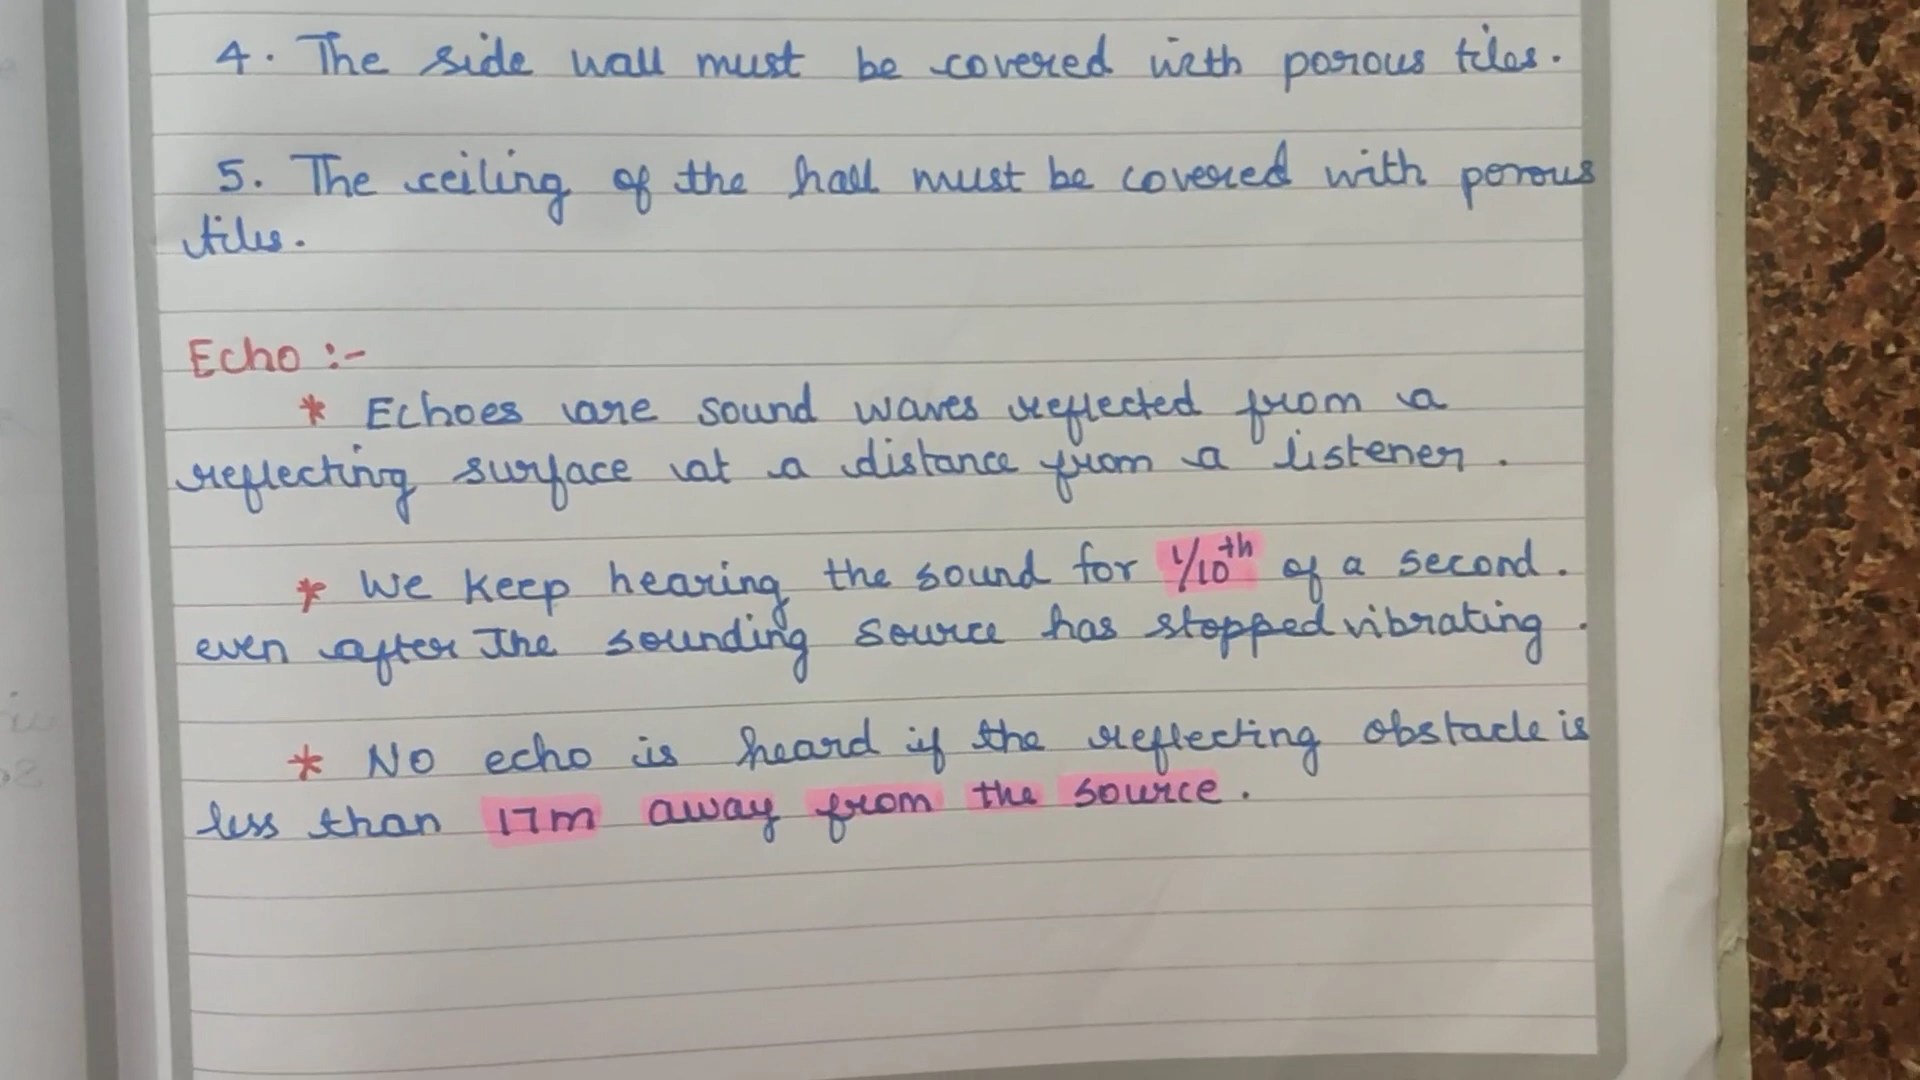 4. The side wall must be covered with porous tiles.
5. The ceiling of the hall must be covered with porous
tiles.
Echo :-
* Echoes are sound waves reflected from a
reflecting surface at a distance from a listener.
* We keep hearing the sound for 1/10th of a second.
even after The sounding source has stopped vibrating.
* No echo is heard if the reflecting obstacle is
less than 17m away from the source.